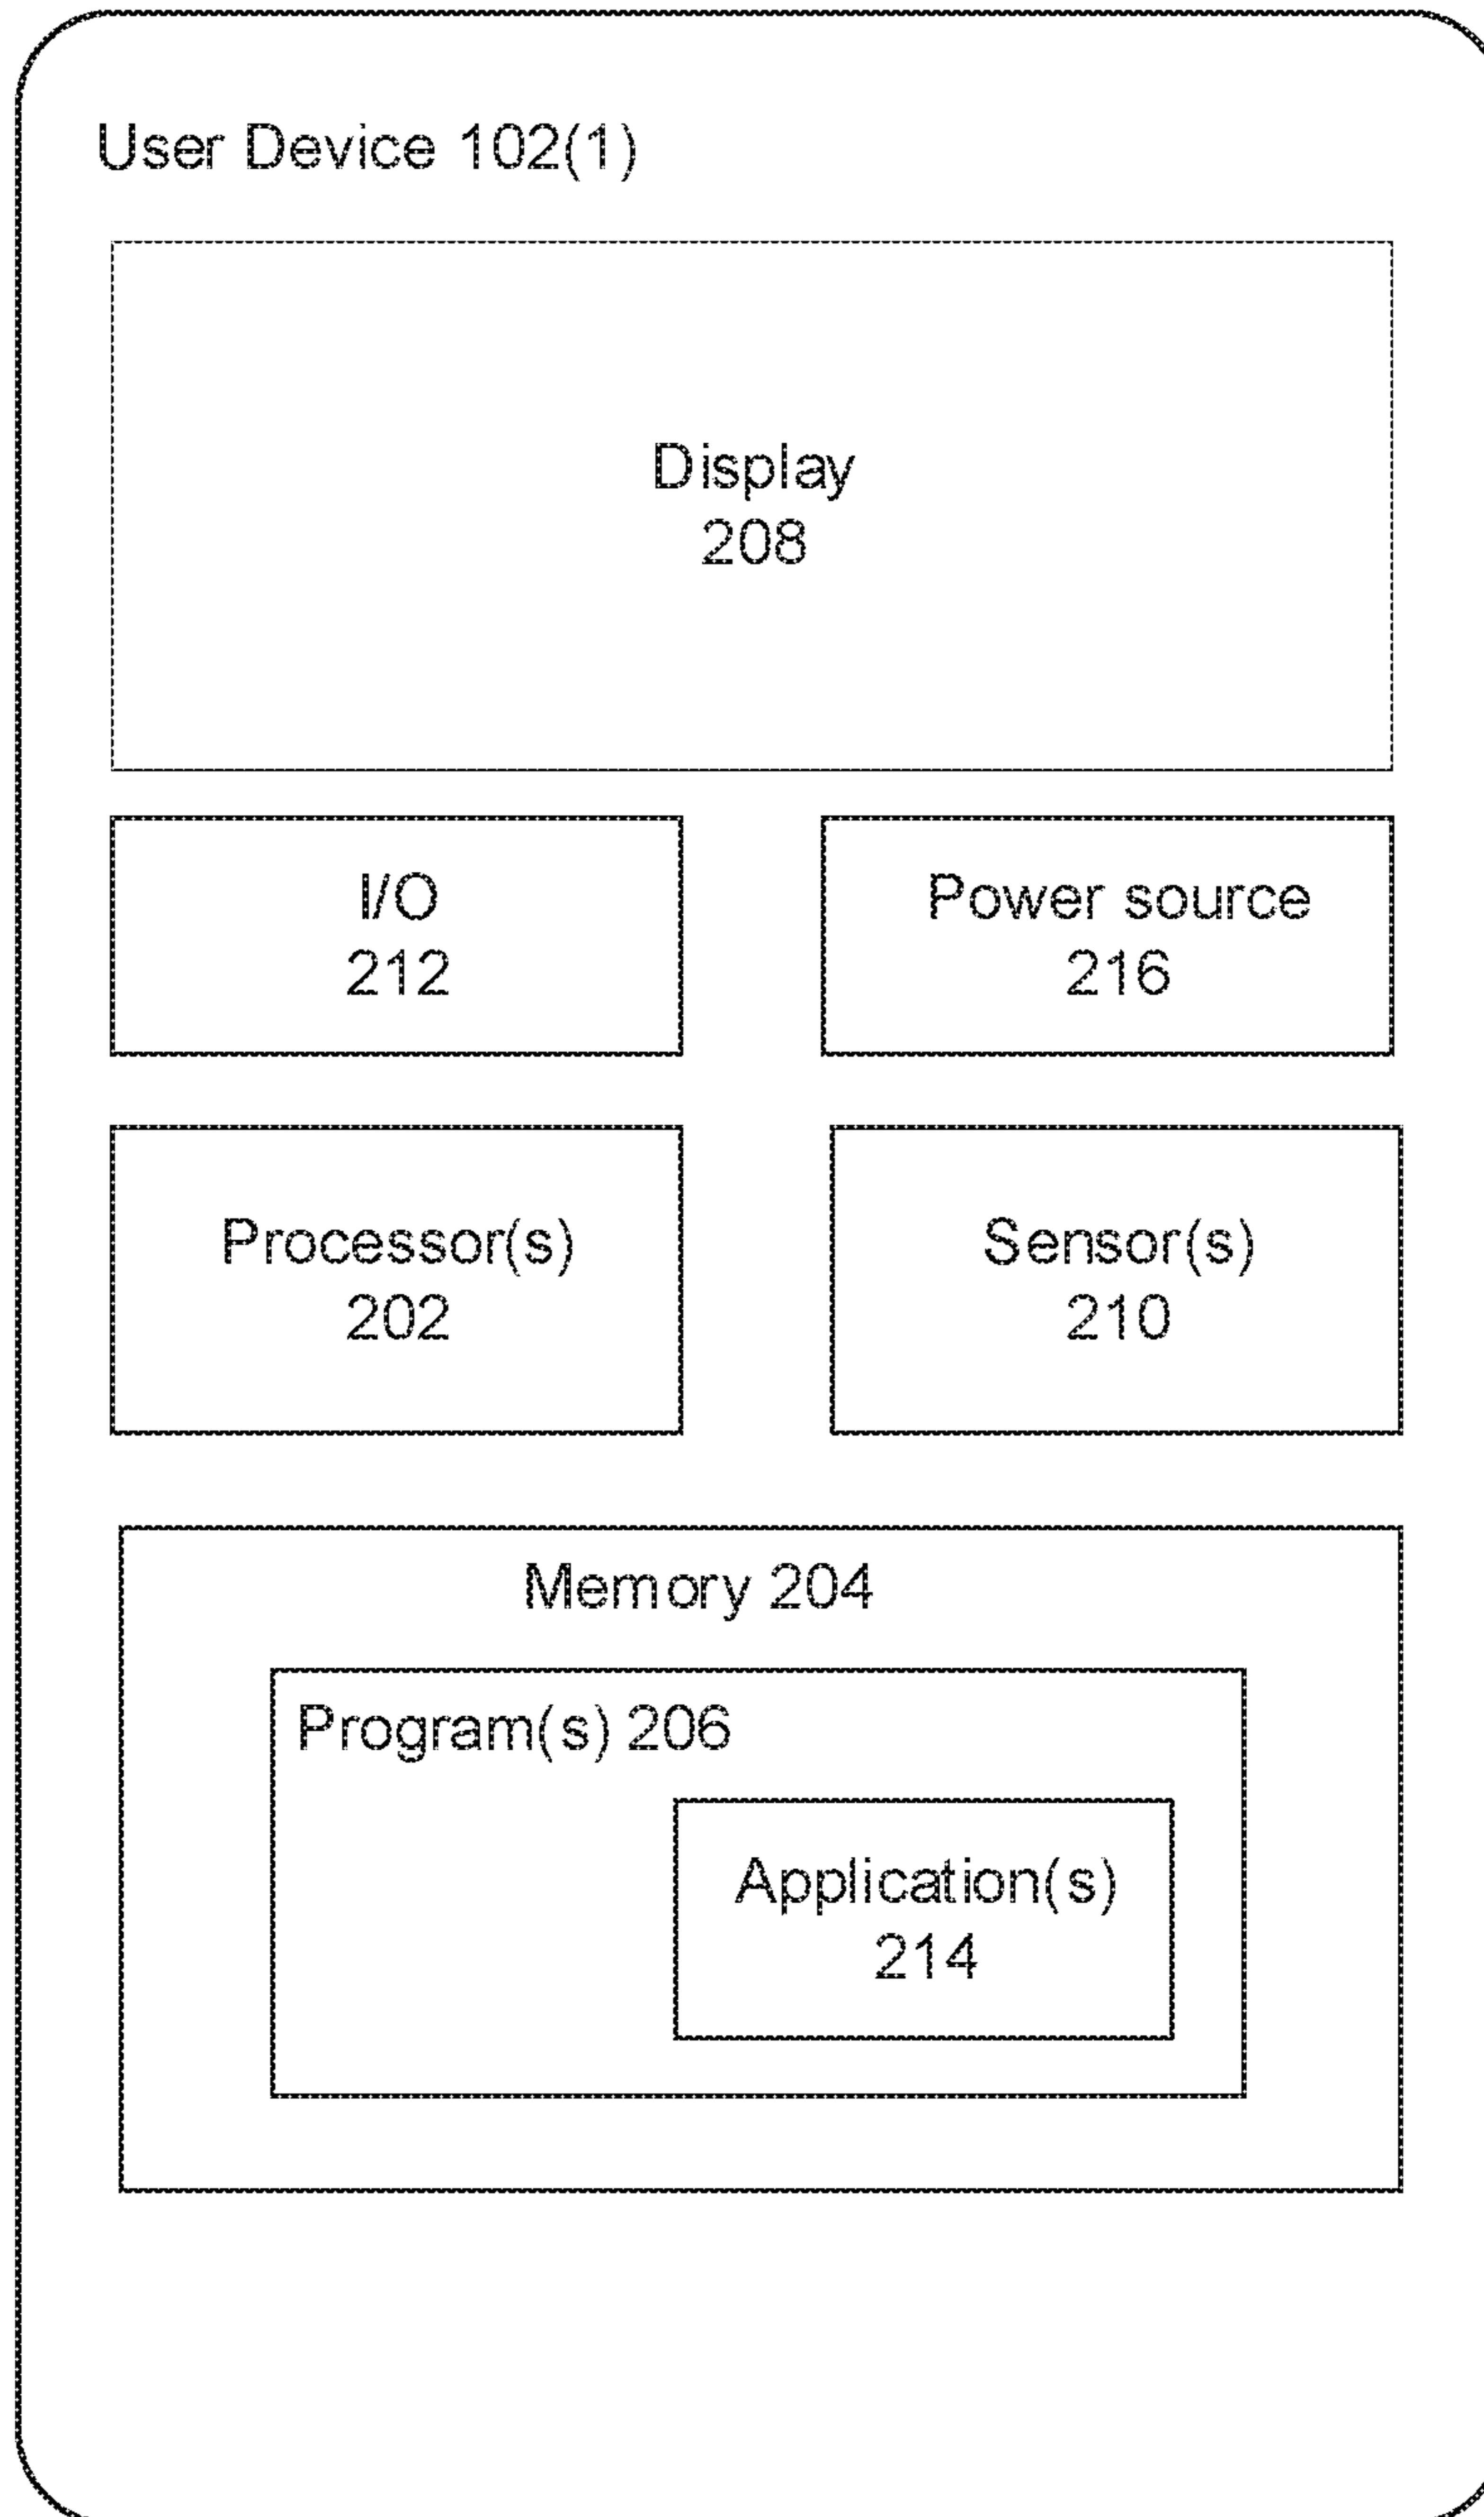 User Device 102(1)
Display
208
I/O
212
Power source
216
Processor(s)
202
Sensor(s)
210
Memory 204
Program(s) 206
Application(s)
214